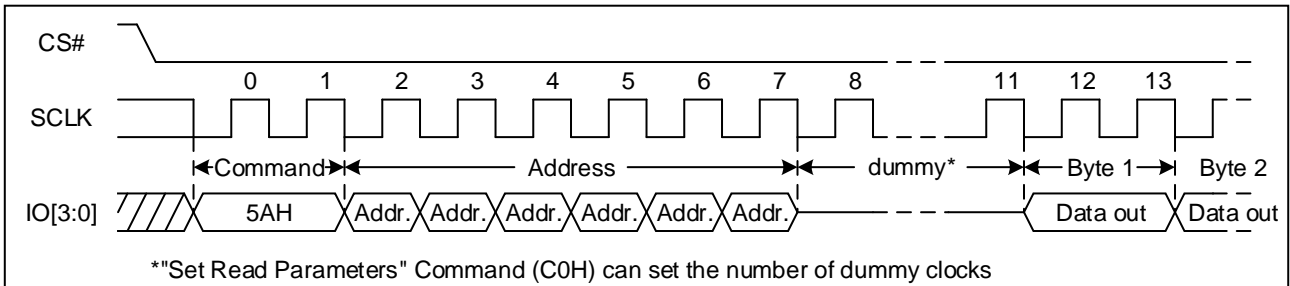 CS#
0 1 2 3 4 5 6 7 8 11 12 13
SCLK
Command Address dummy* Byte 1 Byte 2
IO[3:0] 5AH Addr. Addr. Addr. Addr. Addr. Addr. Data out Data out
*"Set Read Parameters" Command (C0H) can set the number of dummy clocks